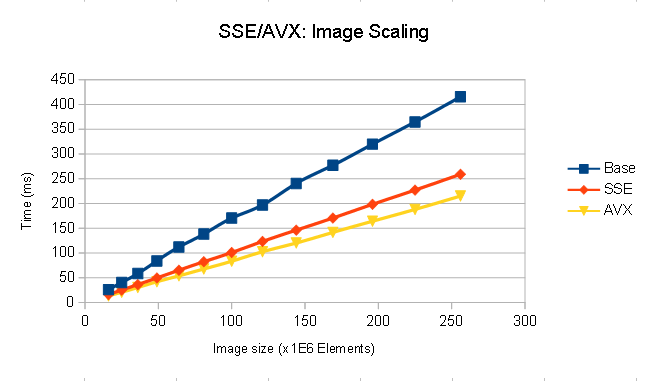 SSE/AVX: Image Scaling
450
400
350
300
250
200
150
100
50
0
Time (ms)
0 50 100 150 200 250 300
Image size (x 1E6 Elements)
Base
SSE
AVX